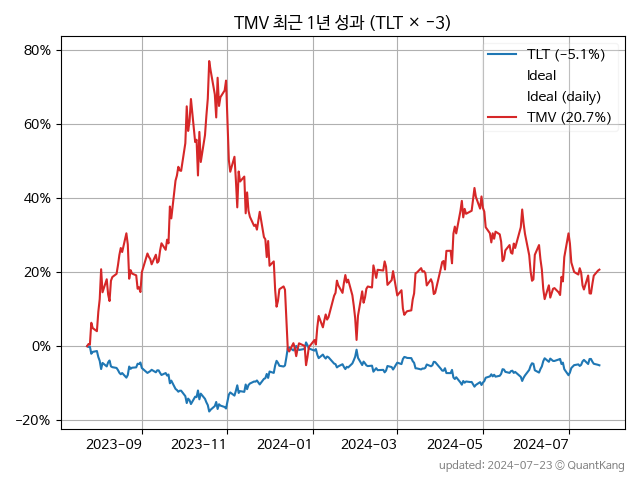 TMV 최근 1년 성과 (TLT × −3)
80%
60%
40%
20%
0%
−20%
TLT (−5.1%)
Ideal
Ideal (daily)
TMV (20.7%)
2023−09 2023−11 2024−01 2024−03 2024−05 2024−07
updated: 2024-07-23 © QuantKang